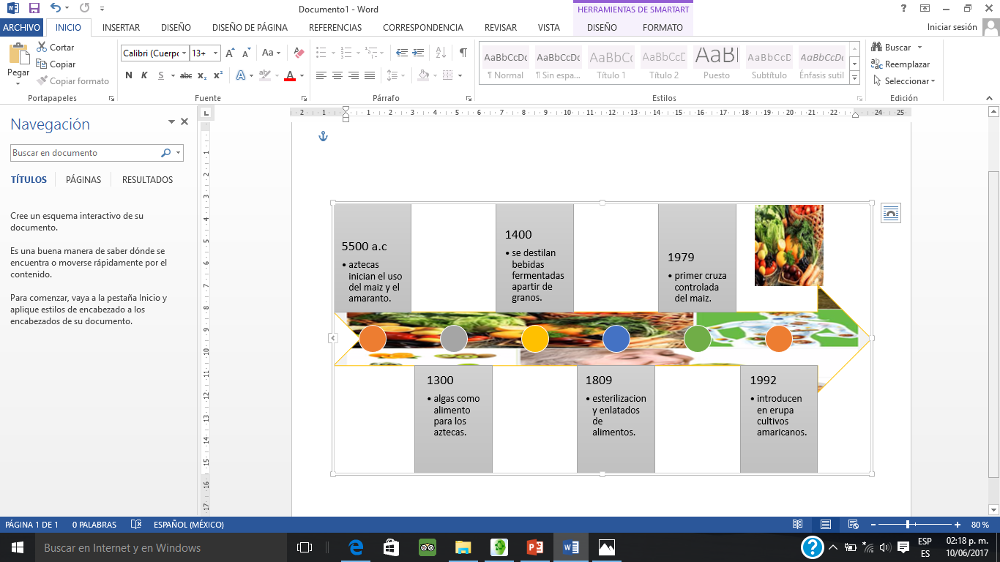 Documento1 - Word
HERRAMIENTAS DE SMARTART
ARCHIVO INICIO INSERTAR DISEÑO DISEÑO DE PÁGINA REFERENCIAS CORRESPONDENCIA REVISAR VISTA DISEÑO FORMATO Iniciar sesión
Pegar
Cortar
Copiar
Copiar formato
Portapapeles
Calibri (Cuerpo 13+
Fuente
Párrafo
AaBbCcDc AaBbCcDc AaBbCc AaBbCcD AaBl AaBbCcD AaBbCcDc
¶ Normal ¶ Sin espa... Título 1 Título 2 Puesto Subtítulo Énfasis sutil
Estilos
Buscar
Reemplazar
Seleccionar
Edición
Navegación
Buscar en documento
TÍTULOS PÁGINAS RESULTADOS
Cree un esquema interactivo de su
documento.
Es una buena manera de saber dónde se
encuentra o moverse rápidamente por el
contenido.
Para comenzar, vaya a la pestaña Inicio y
aplique estilos de encabezado a los
encabezados de su documento.
5500 a.c
• aztecas
inician el uso
del maiz y el
amaranto.
1400
• se destilan
bebidas
fermentadas
apartir de
granos.
1979
• primer cruza
controlada
del maiz.
1300
• algas como
alimento
para los
aztecas.
1809
• esterilizacion
y enlatados
de
alimentos.
1992
• introducen
en erupa
cultivos
amaricanos.
PÁGINA 1 DE 1 0 PALABRAS ESPAÑOL (MÉXICO) 80 %
Buscar en Internet y en Windows
ESP
ES
02:18 p. m.
10/06/2017